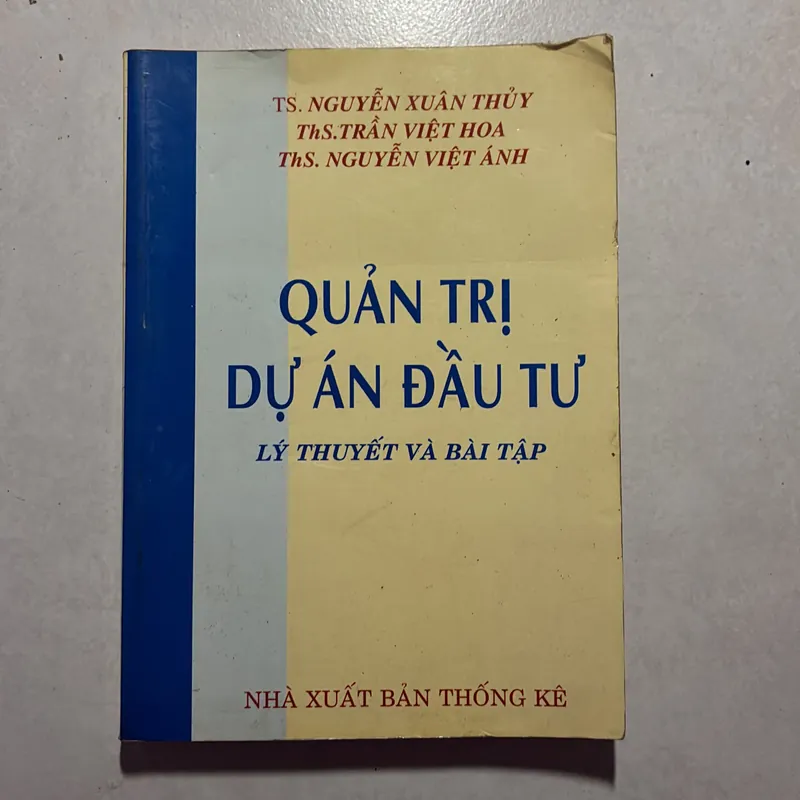 TS. NGUYỄN XUÂN THỦY
ThS.TRẦN VIỆT HOA
ThS. NGUYỄN VIỆT ÁNH
QUẢN TRỊ
DỰ ÁN ĐẦU TƯ
LÝ THUYẾT VÀ BÀI TẬP
NHÀ XUẤT BẢN THỐNG KÊ